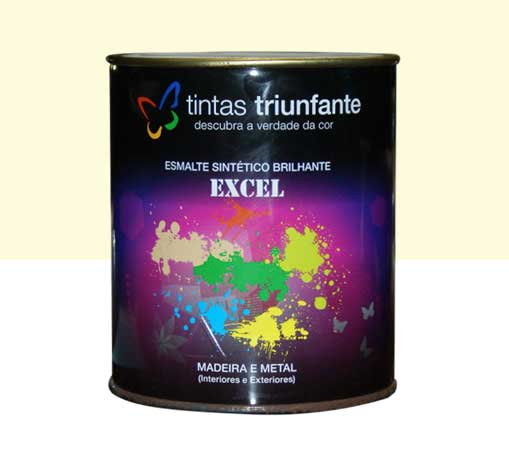 tintas triunfante
descubra a verdade da cor
ESMALTE SINTÉTICO BRILHANTE
EXCEL
MADEIRA E METAL
(Interiores e Exteriores)